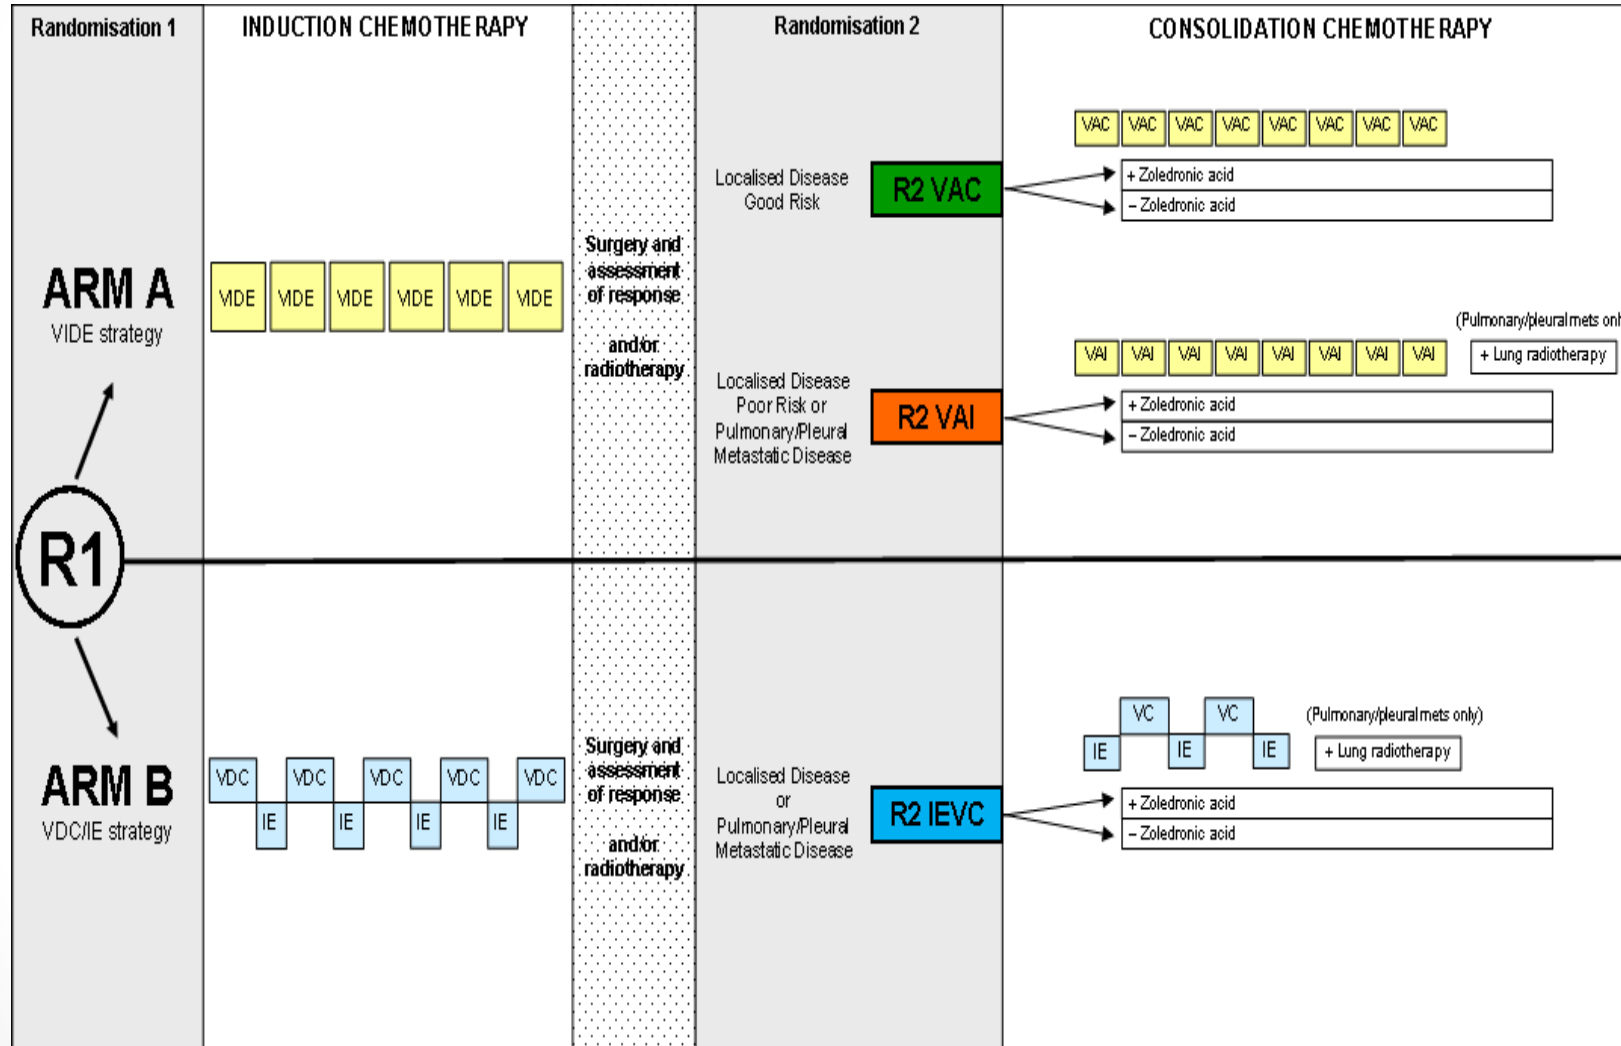 Randomisation 1
INDUCTION CHEMOTHERAPY
Randomisation 2
CONSOLIDATION CHEMOTHERAPY
ARM A
VIDE strategy
VIDE VIDE VIDE VIDE VIDE VIDE
Surgery and
assessment
of response
and/or
radiotherapy
Localised Disease
Good Risk
R2 VAC
VAC VAC VAC VAC VAC VAC VAC VAC
+ Zoledronic acid
– Zoledronic acid
Localised Disease
Poor Risk or
Pulmonary/Pleural
Metastatic Disease
R2 VAI
(Pulmonary/pleural mets onl
VAI VAI VAI VAI VAI VAI VAI VAI
+ Lung radiotherapy
+ Zoledronic acid
– Zoledronic acid
R1
ARM B
VDC/IE strategy
VDC VDC VDC VDC VDC
IE IE IE IE
Surgery and
assessment
of response
and/or
radiotherapy
Localised Disease
or
Pulmonary/Pleural
Metastatic Disease
R2 IEVC
VC VC
IE IE IE
(Pulmonary/pleural mets only)
+ Lung radiotherapy
+ Zoledronic acid
– Zoledronic acid